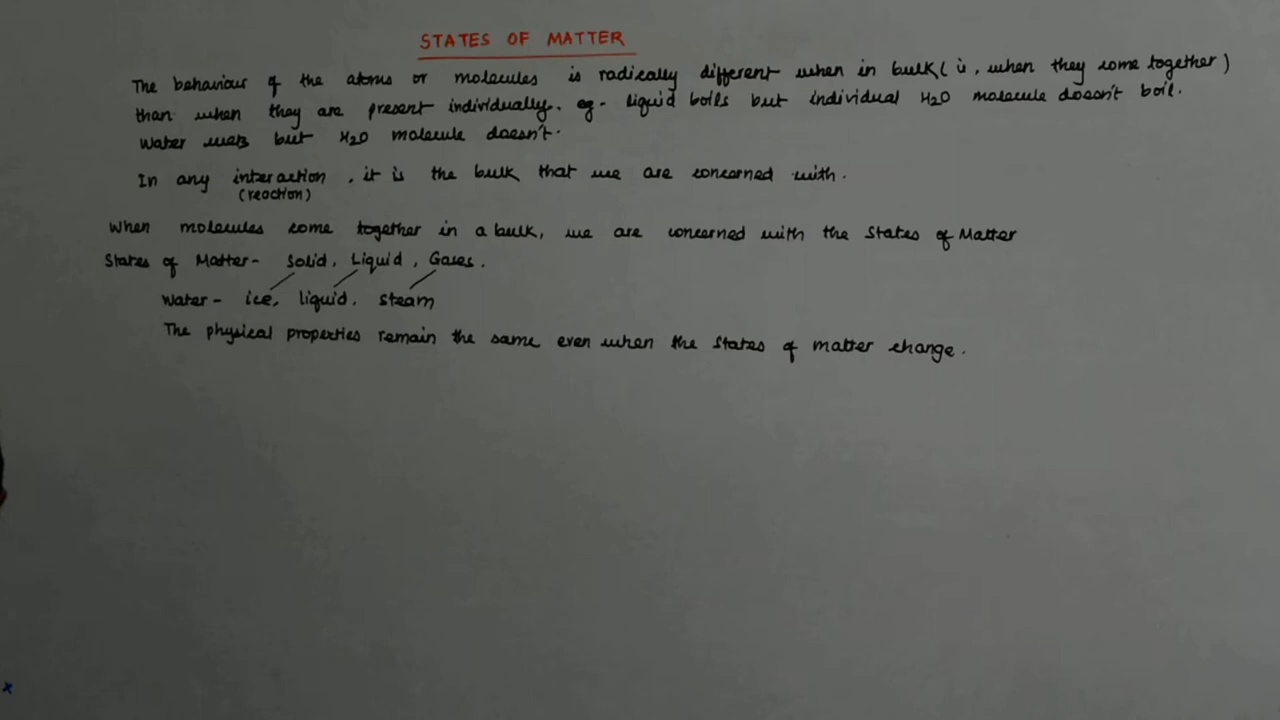 STATES OF MATTER
The behaviour of the atoms or molecules is radically different when in bulk (ie, when they come together)
than when they are present individually. eg- liquid boils but individual H2O molecule doesn't boil.
Water wets but H2O molecule doesn't.
In any interaction, it is the bulk that we are concerned with.
(reaction)
When molecules come together in a bulk, we are concerned with the States of Matter
States of Matter- Solid, Liquid, Gases.
Water- ice, liquid, steam
The physical properties remain the same even when the States of matter change.
x